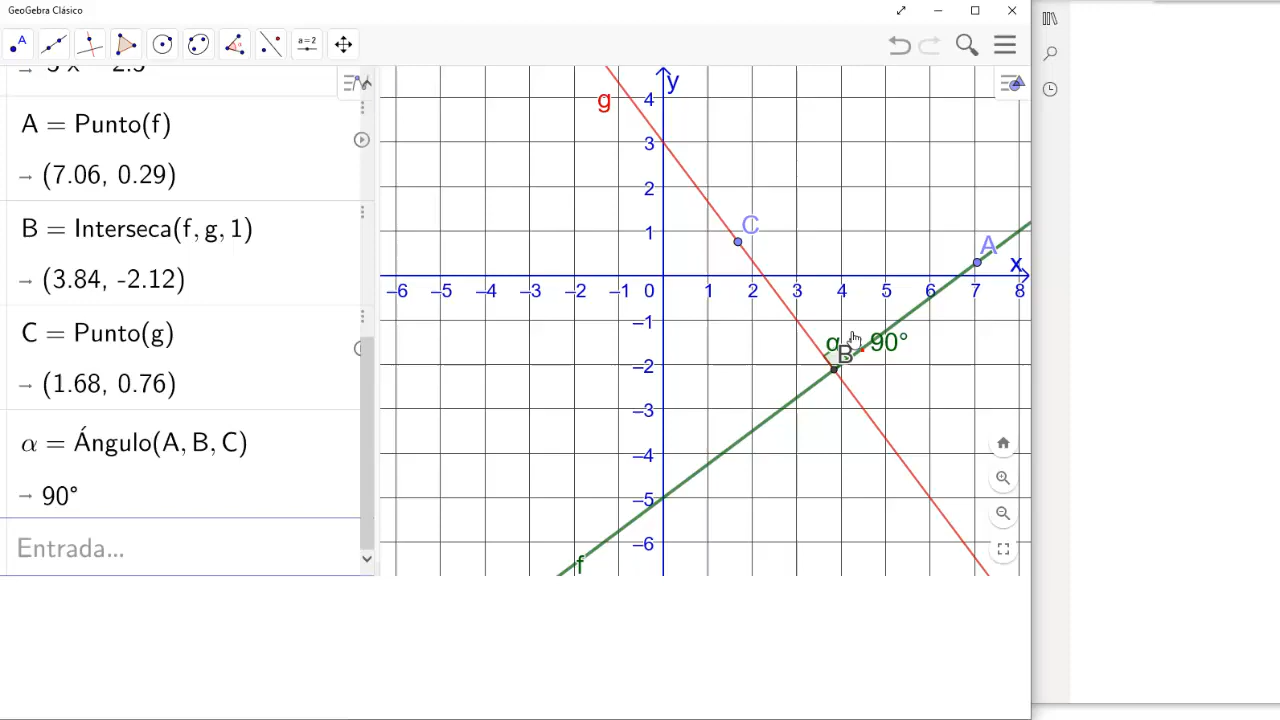 GeoGebra Clásico
A = Punto(f)
→ (7.06, 0.29)
B = Interseca(f, g, 1)
→ (3.84, -2.12)
C = Punto(g)
→ (1.68, 0.76)
α = Ángulo(A, B, C)
→ 90°
Entrada...
A
a=2
y
g
4
3
2
1
C
A
x
–6 –5 –4 –3 –2 –1 0 1 2 3 4 5 6 7 8
–1
α 90°
B
–2
–3
–4
–5
–6
f